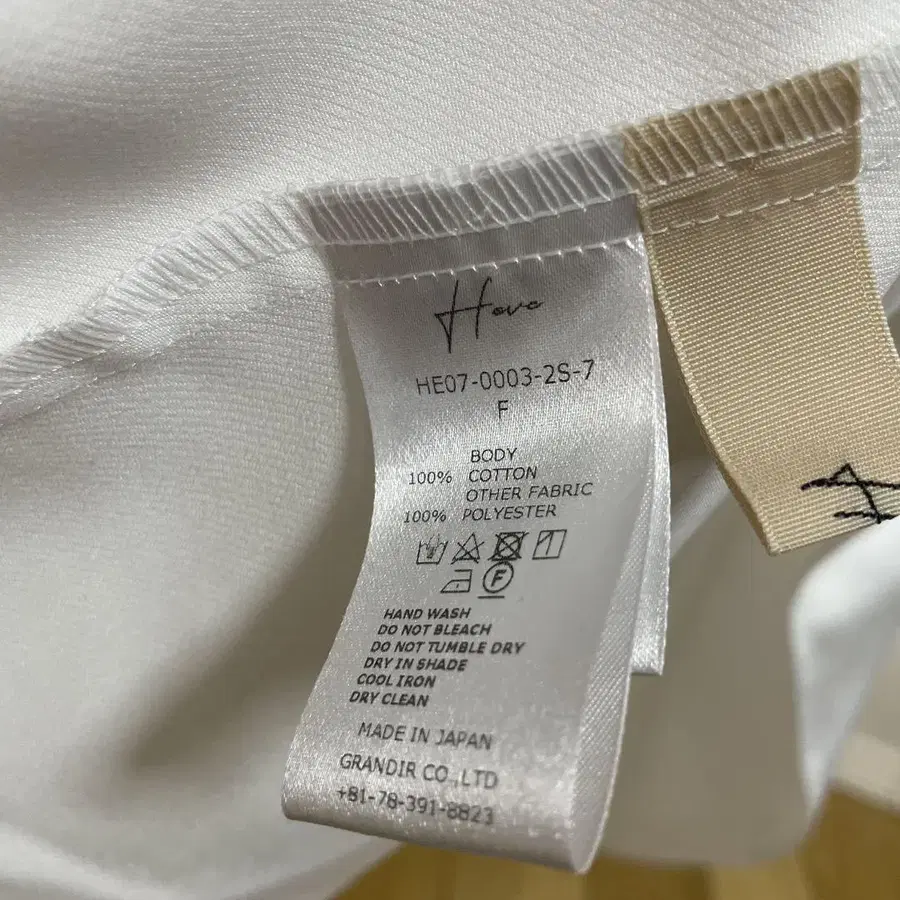 Heve
HE07-0003-2S-7
F
BODY
100% COTTON
OTHER FABRIC
100% POLYESTER
F
HAND WASH
DO NOT BLEACH
DO NOT TUMBLE DRY
DRY IN SHADE
COOL IRON
DRY CLEAN
MADE IN JAPAN
GRANDIR CO.,LTD
+81-78-391-8823